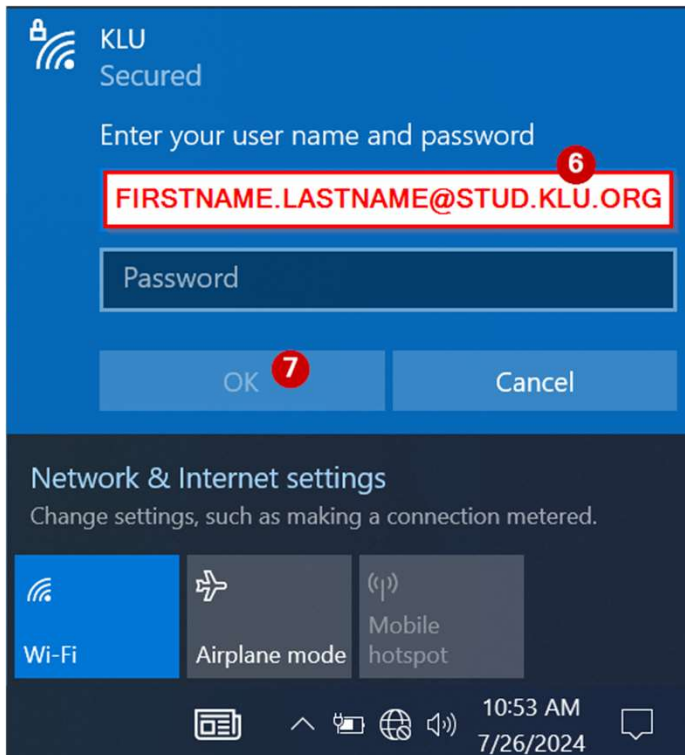 KLU
Secured
Enter your user name and password
6
FIRSTNAME.LASTNAME@STUD.KLU.ORG
Password
OK 7 Cancel
Network & Internet settings
Change settings, such as making a connection metered.
Wi-Fi
Airplane mode
Mobile
hotspot
10:53 AM
7/26/2024